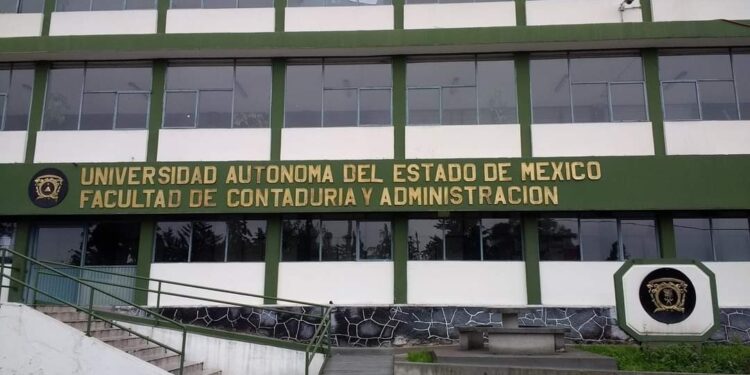 UNIVERSIDAD AUTONOMA DEL ESTADO DE MEXICO
FACULTAD DE CONTADURIA Y ADMINISTRACION